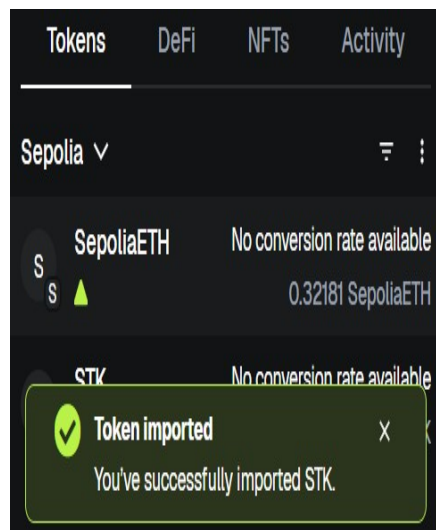 Tokens DeFi NFTs Activity
Sepolia
S S SepoliaETH No conversion rate available
0.32181 SepoliaETH
STK No conversion rate available
Token imported
You've successfully imported STK.